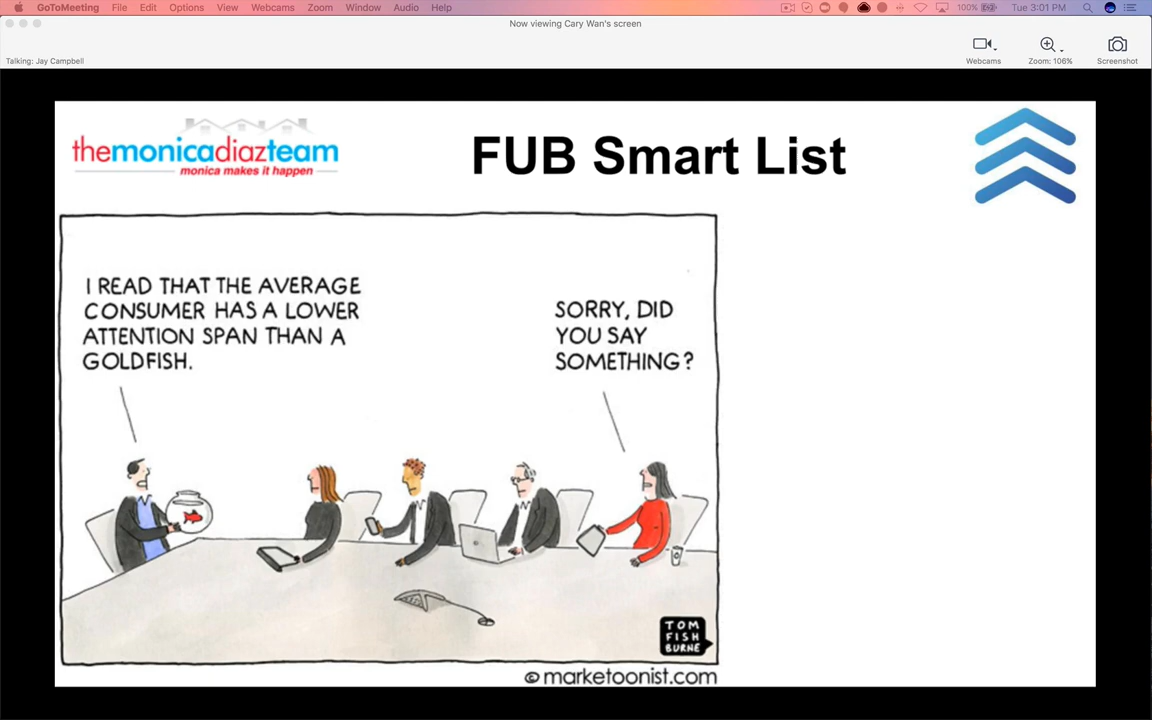 GoToMeeting File Edit Options View Webcams Zoom Window Audio Help 100% Tue 3:01 PM
Now viewing Cary Wan's screen
Talking: Jay Campbell
Webcams Zoom: 106% Screenshot
themonicadiazteam
monica makes it happen
FUB Smart List
I READ THAT THE AVERAGE
CONSUMER HAS A LOWER
ATTENTION SPAN THAN A
GOLDFISH.
SORRY, DID
YOU SAY
SOMETHING?
TOM
FISH
BURNE
© marketoonist.com